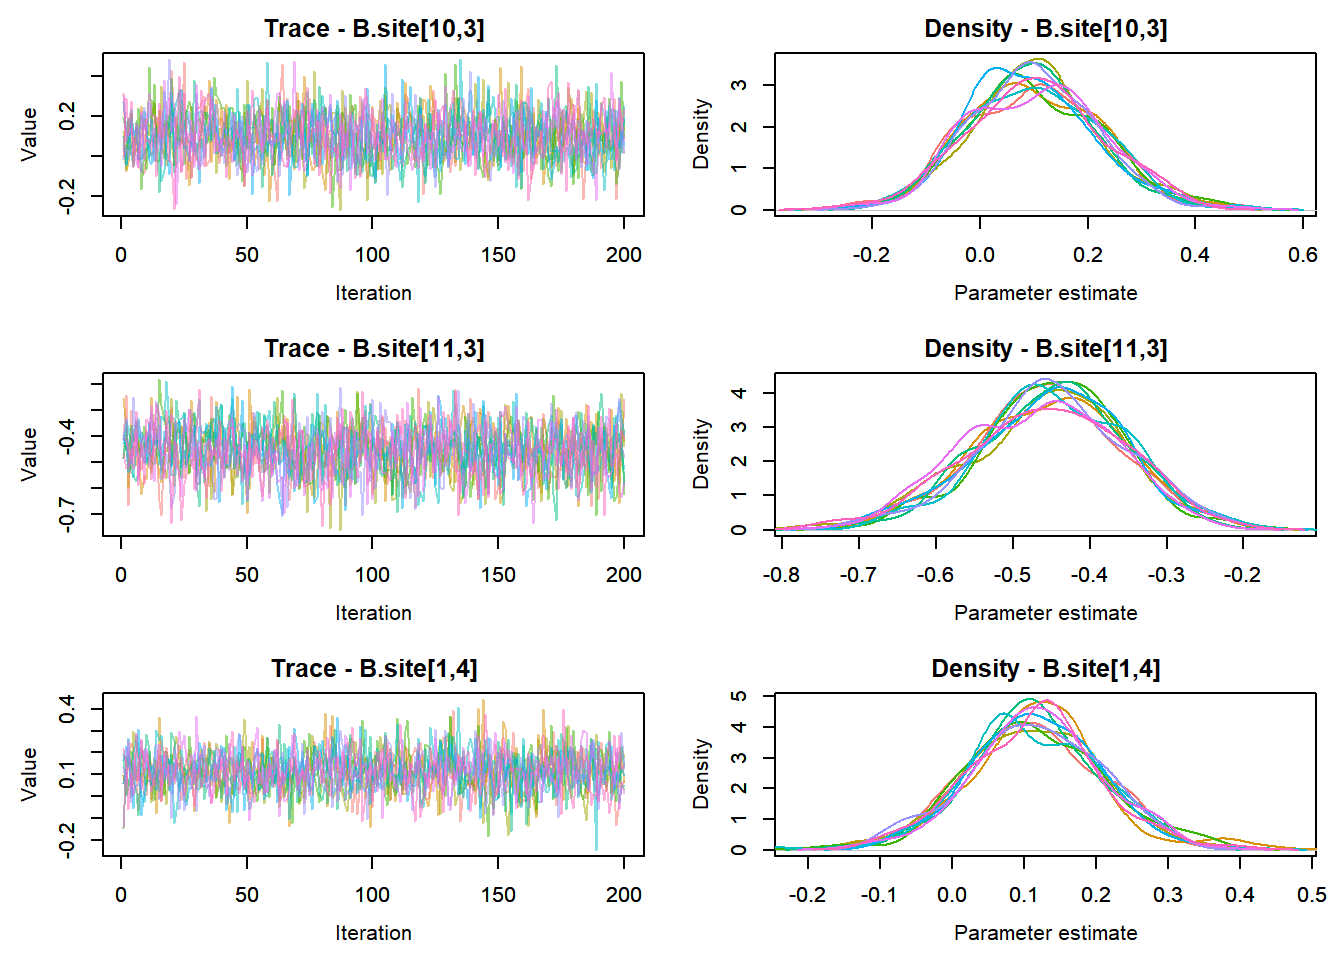 Trace - B.site[10,3]
Value
0.2
-0.2
0 50 100 150 200
Iteration
Density - B.site[10,3]
Density
3
2
1
0
-0.2 0.0 0.2 0.4 0.6
Parameter estimate
Trace - B.site[11,3]
Value
-0.4
-0.7
0 50 100 150 200
Iteration
Density - B.site[11,3]
Density
4
3
2
1
0
-0.8 -0.7 -0.6 -0.5 -0.4 -0.3 -0.2
Parameter estimate
Trace - B.site[1,4]
Value
0.4
0.1
-0.2
0 50 100 150 200
Iteration
Density - B.site[1,4]
Density
5
4
3
2
1
0
-0.2 -0.1 0.0 0.1 0.2 0.3 0.4 0.5
Parameter estimate